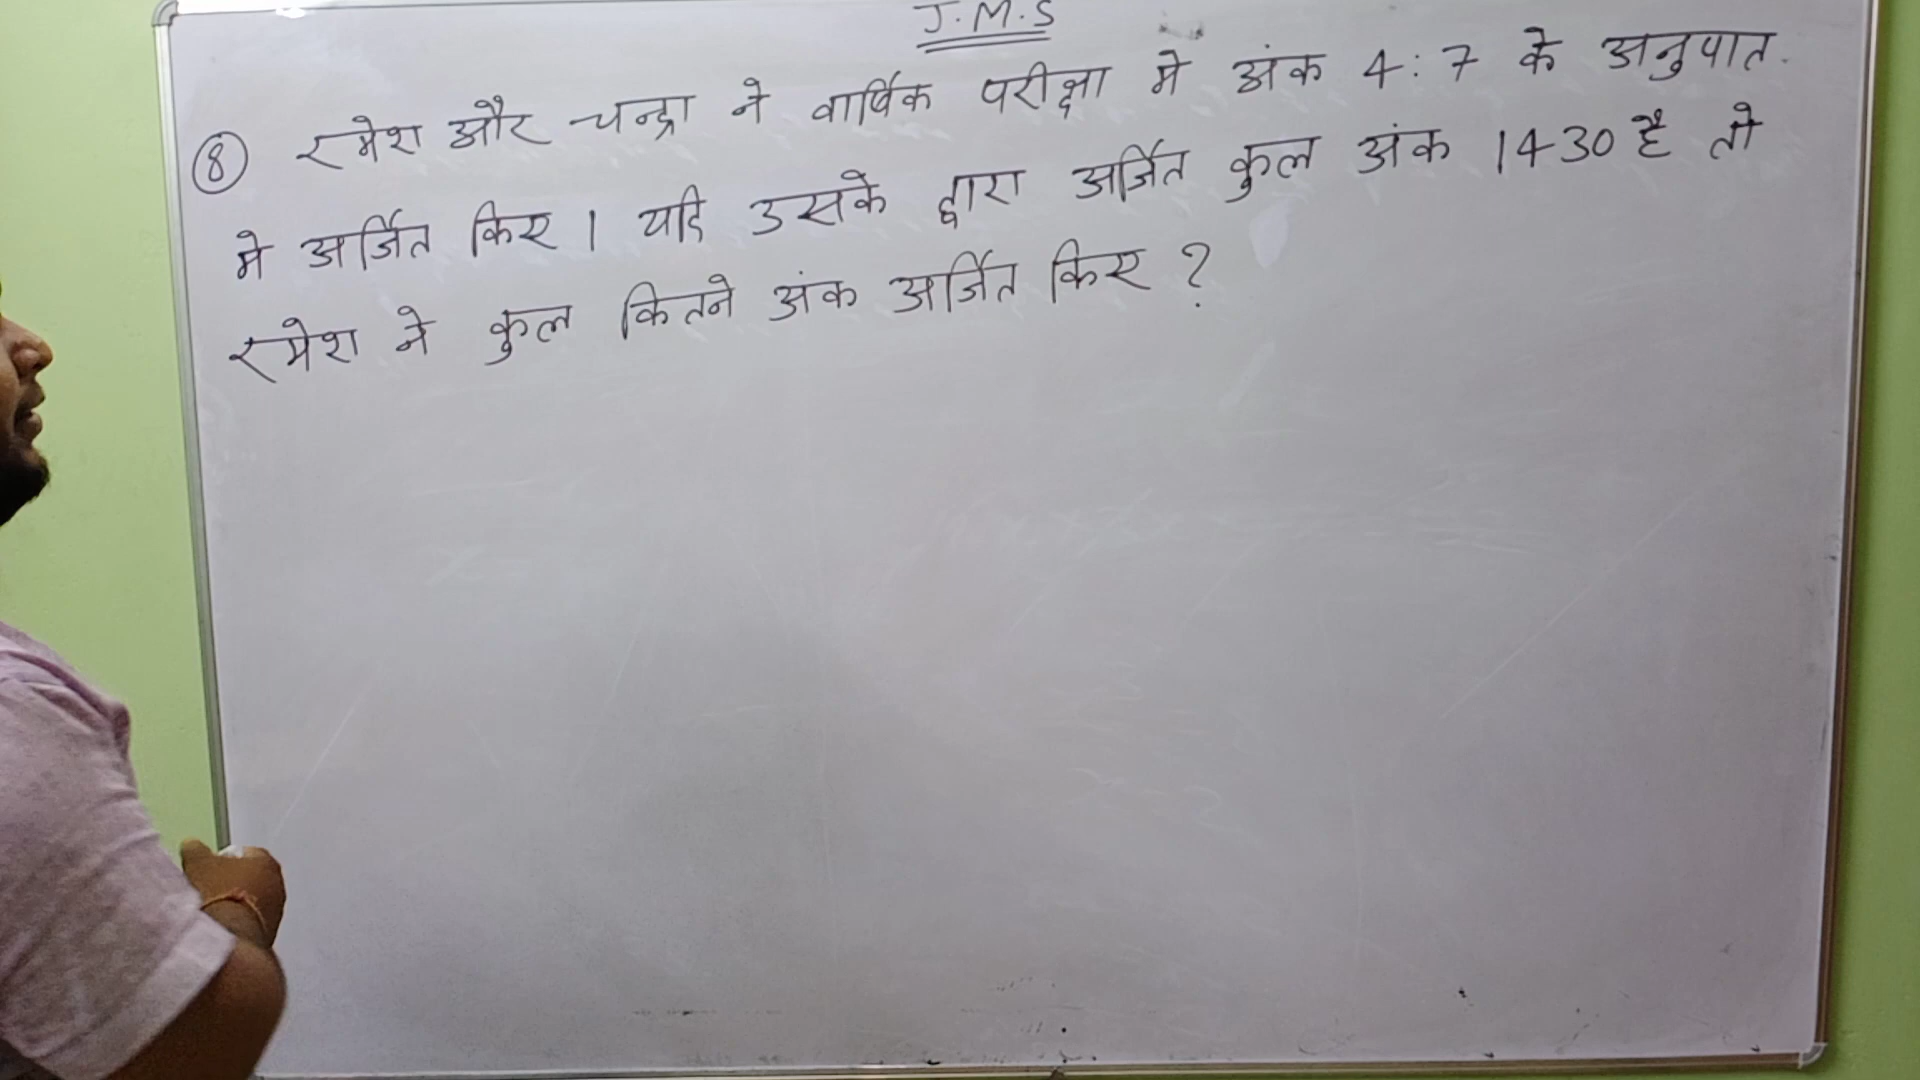 J.M.S
⑧ रमेश और चन्द्रा ने वार्षिक परीक्षा मे अंक 4:7 के अनुपात.
मे अर्जित किए। यदि उसके द्वारा अर्जित कुल अंक 1430 है तो
रमेश ने कुल कितने अंक अर्जित किए ?